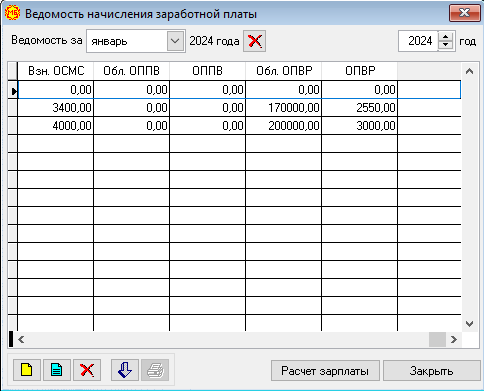 Ведомость начисления заработной платы
Ведомость за январь 2024 года 2024 год
Взн. ОСМС Обл. ОППВ ОППВ Обл. ОПВР ОПВР
0,00 0,00 0,00 0,00 0,00
3400,00 0,00 0,00 170000,00 2550,00
4000,00 0,00 0,00 200000,00 3000,00
Расчет зарплаты Закрыть